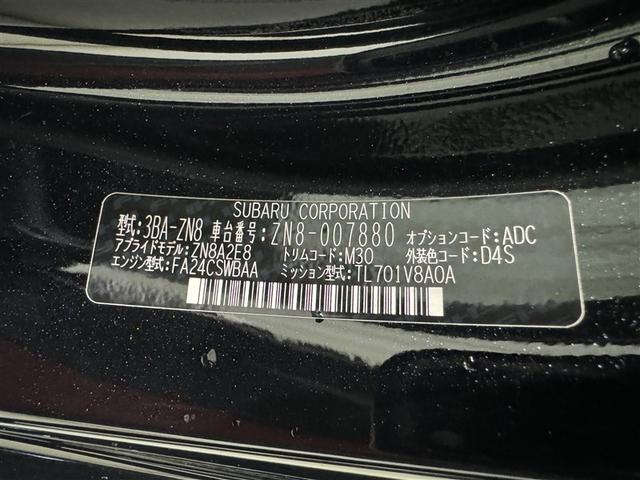 SUBARU CORPORATION
型式:3BA-ZN8 車台番号:ZN8-007880 オプションコード:ADC
アプライドモデル:ZN8A2E8 トリムコード:M30 外装色コード:D4S
エンジン型式:FA24CSWBAA ミッション型式:TL701V8A0A